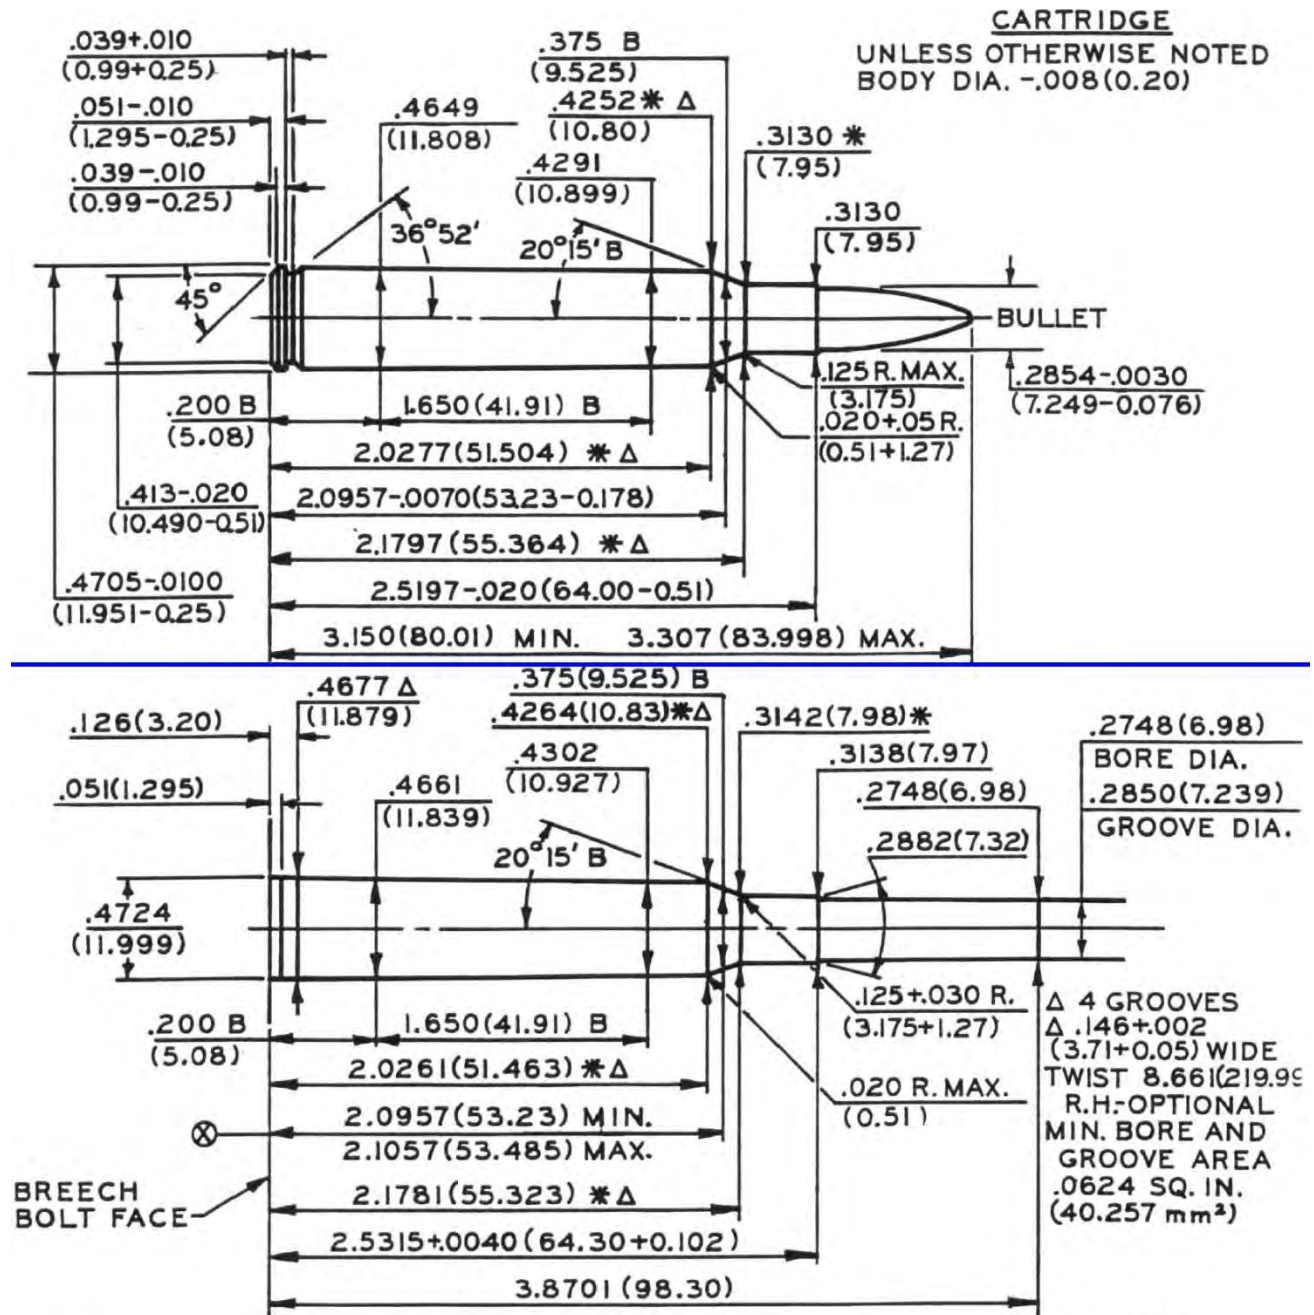 CARTRIDGE
UNLESS OTHERWISE NOTED
BODY DIA. -.008(0.20)
.039+.010
(0.99+0.25)
.051-.010
(1.295-0.25)
.039-.010
(0.99-0.25)
.4649
(11.808)
.375 B
(9.525)
.4252✳ Δ
(10.80)
.4291
(10.899)
.3130 ✳
(7.95)
.3130
(7.95)
36°52'
20°15' B
45°
BULLET
.2854-.0030
(7.249-0.076)
.125 R. MAX.
(3.175)
.020+.05 R.
(0.51+1.27)
.200 B
(5.08)
1.650(41.91) B
2.0277(51.504) ✳ Δ
.413-.020
(10.490-0.51)
2.0957-.0070(53.23-0.178)
2.1797(55.364) ✳ Δ
.4705-.0100
(11.951-0.25)
2.5197-.020(64.00-0.51)
3.150(80.01) MIN. 3.307(83.998) MAX.
.126(3.20)
.4677 Δ
(11.879)
.375(9.525) B
.4264(10.83)✳Δ
.3142(7.98)✳
.2748(6.98)
BORE DIA.
.2850(7.239)
GROOVE DIA.
.051(1.295)
.4661
(11.839)
.4302
(10.927)
.3138(7.97)
.2748(6.98)
.2882(7.32)
20°15' B
.4724
(11.999)
.125+.030 R.
(3.175+1.27)
.200 B
(5.08)
1.650(41.91) B
2.0261(51.463) ✳Δ
.020 R. MAX.
(0.51)
⊗
2.0957(53.23) MIN.
2.1057(53.485) MAX.
BREECH
BOLT FACE
2.1781(55.323) ✳Δ
2.5315+.0040(64.30+0.102)
3.8701(98.30)
Δ 4 GROOVES
Δ .146+.002
(3.71+0.05) WIDE
TWIST 8.661(219.99
R.H.-OPTIONAL
MIN. BORE AND
GROOVE AREA
.0624 SQ. IN.
(40.257 mm²)